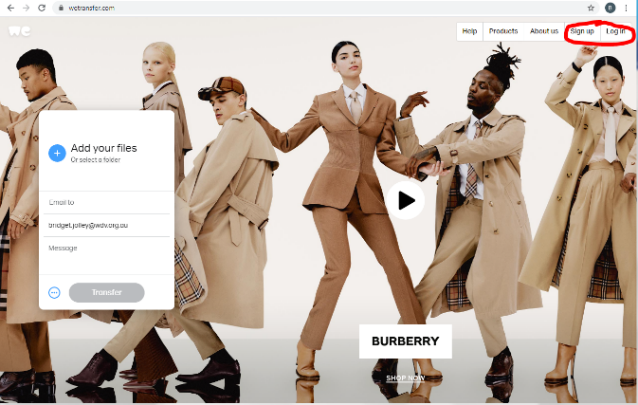 wetransfer.com
B
we
Help Products About us Sign up Log in
Add your files
Or select a folder
Email to
bridget.jolley@wdv.org.au
Message
Transfer
BURBERRY
SHOP NOW